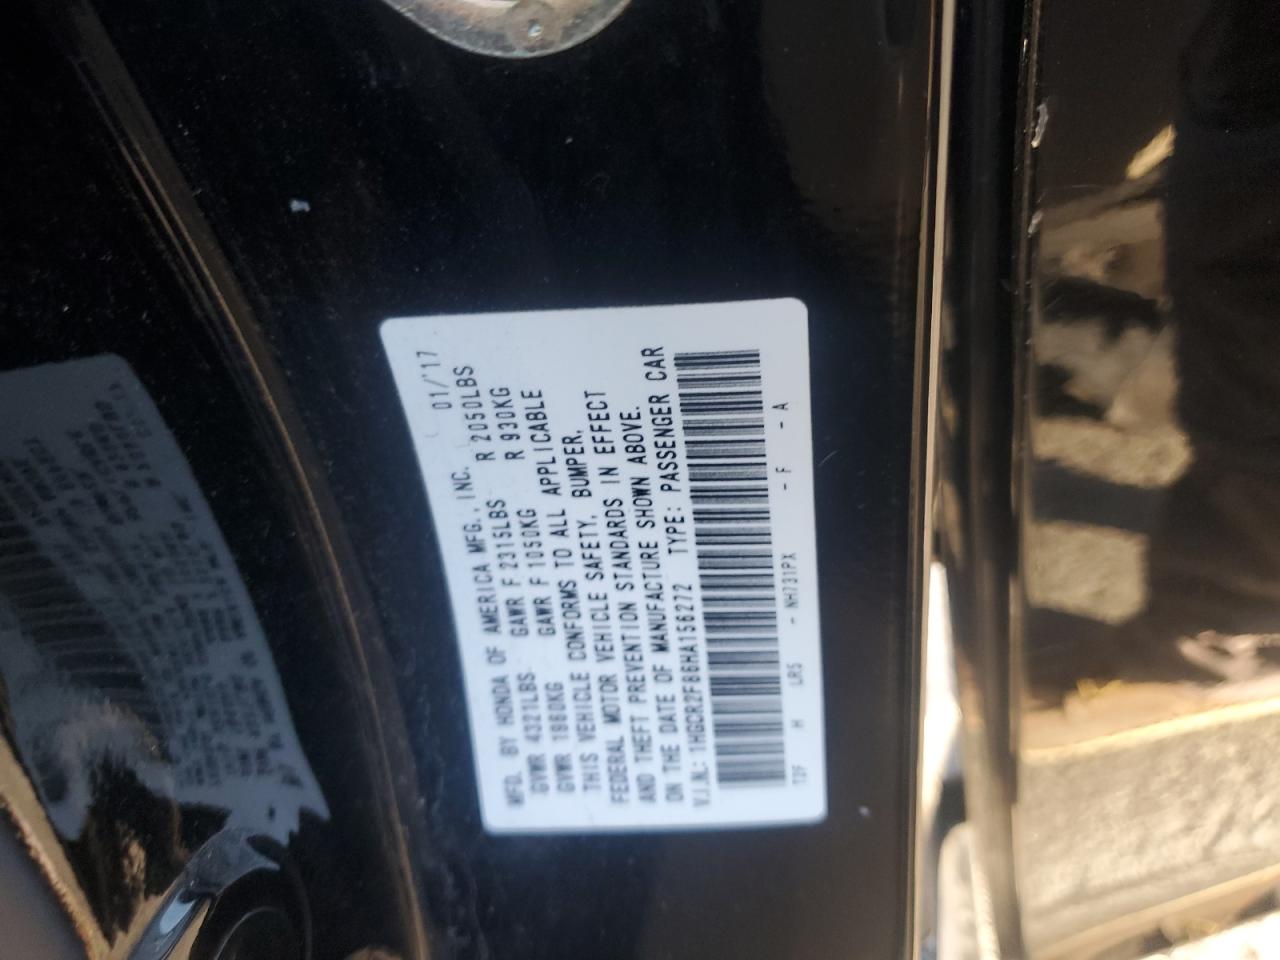 MFD. BY HONDA OF AMERICA MFG., INC. 01/'17
GVWR 4321LBS GAWR F 2315LBS R 2050LBS
GVWR 1960KG GAWR F 1050KG R 930KG
THIS VEHICLE CONFORMS TO ALL APPLICABLE
FEDERAL MOTOR VEHICLE SAFETY, BUMPER,
AND THEFT PREVENTION STANDARDS IN EFFECT
ON THE DATE OF MANUFACTURE SHOWN ABOVE.
V.I.N.: 1HGCR2F86HA156272 TYPE: PASSENGER CAR
T2F H LR5 - NH731PX - F - A